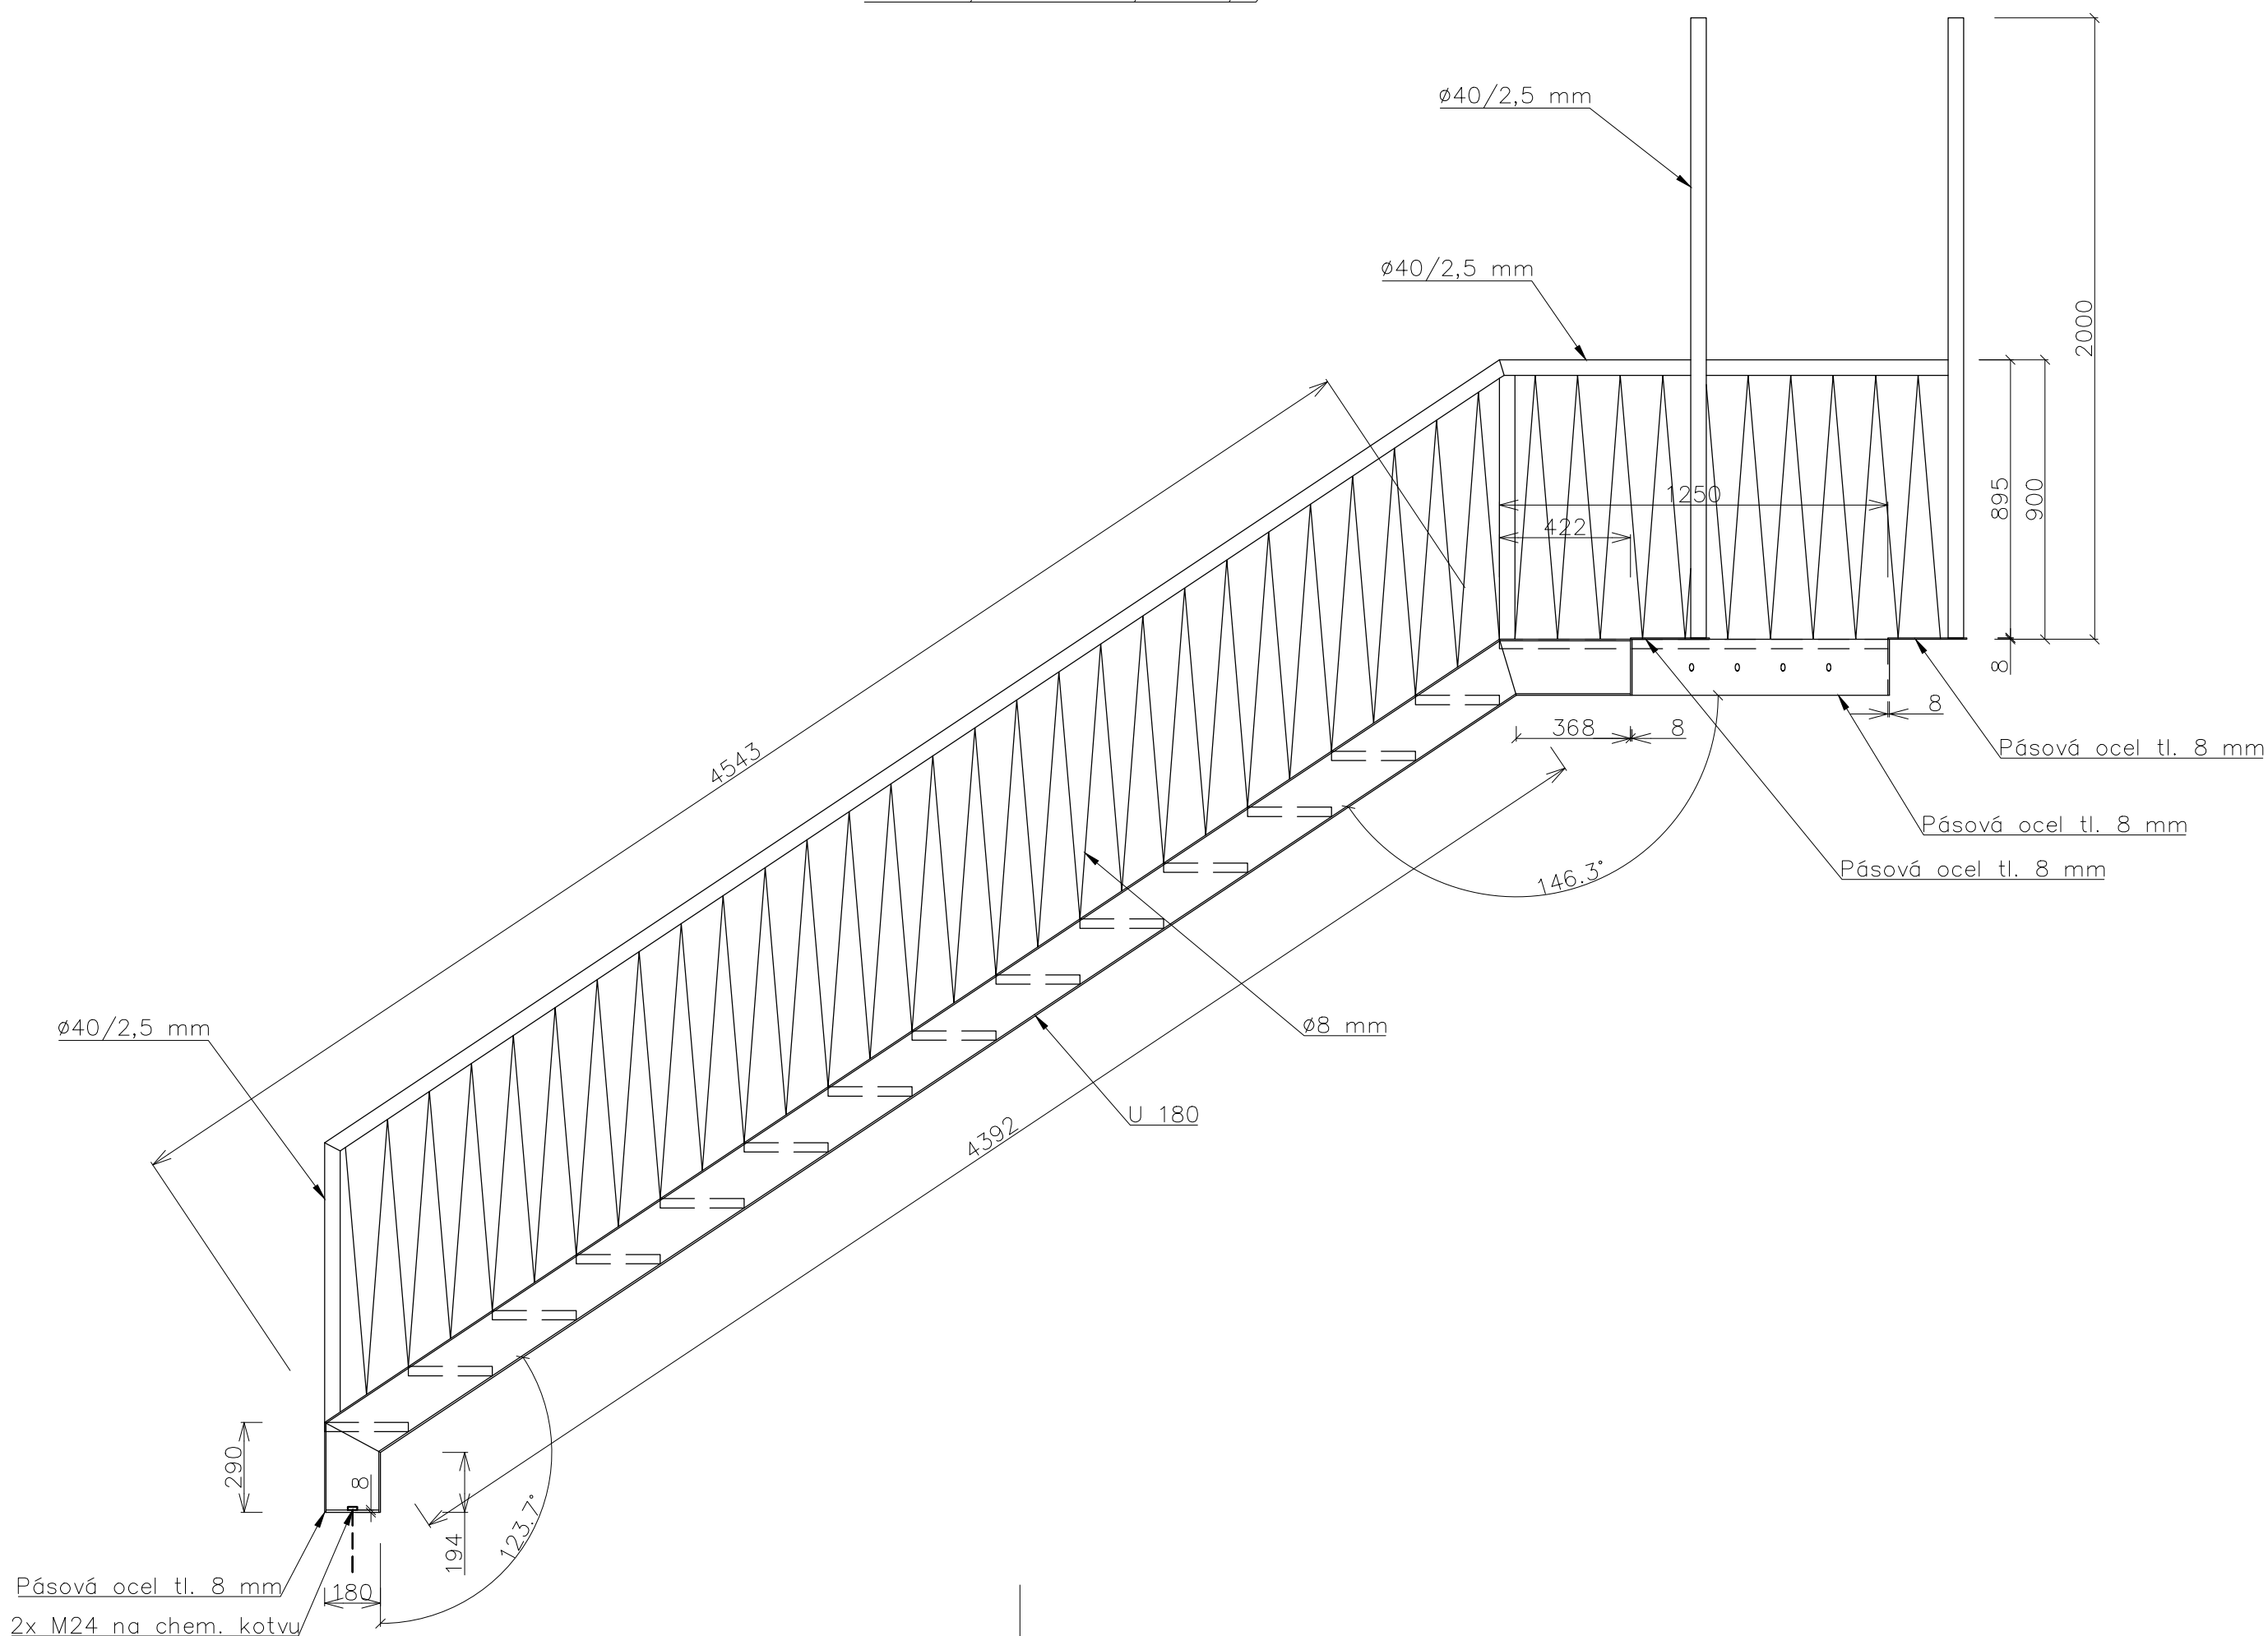 ø40/2,5 mm
ø40/2,5 mm
2000
895
900
1250
422
8
8
368
8
4543
Pásová ocel tl. 8 mm
Pásová ocel tl. 8 mm
Pásová ocel tl. 8 mm
146.3°
ø40/2,5 mm
ø8 mm
U 180
4392
290
8
194
123.7°
Pásová ocel tl. 8 mm
180
2x M24 na chem. kotvu